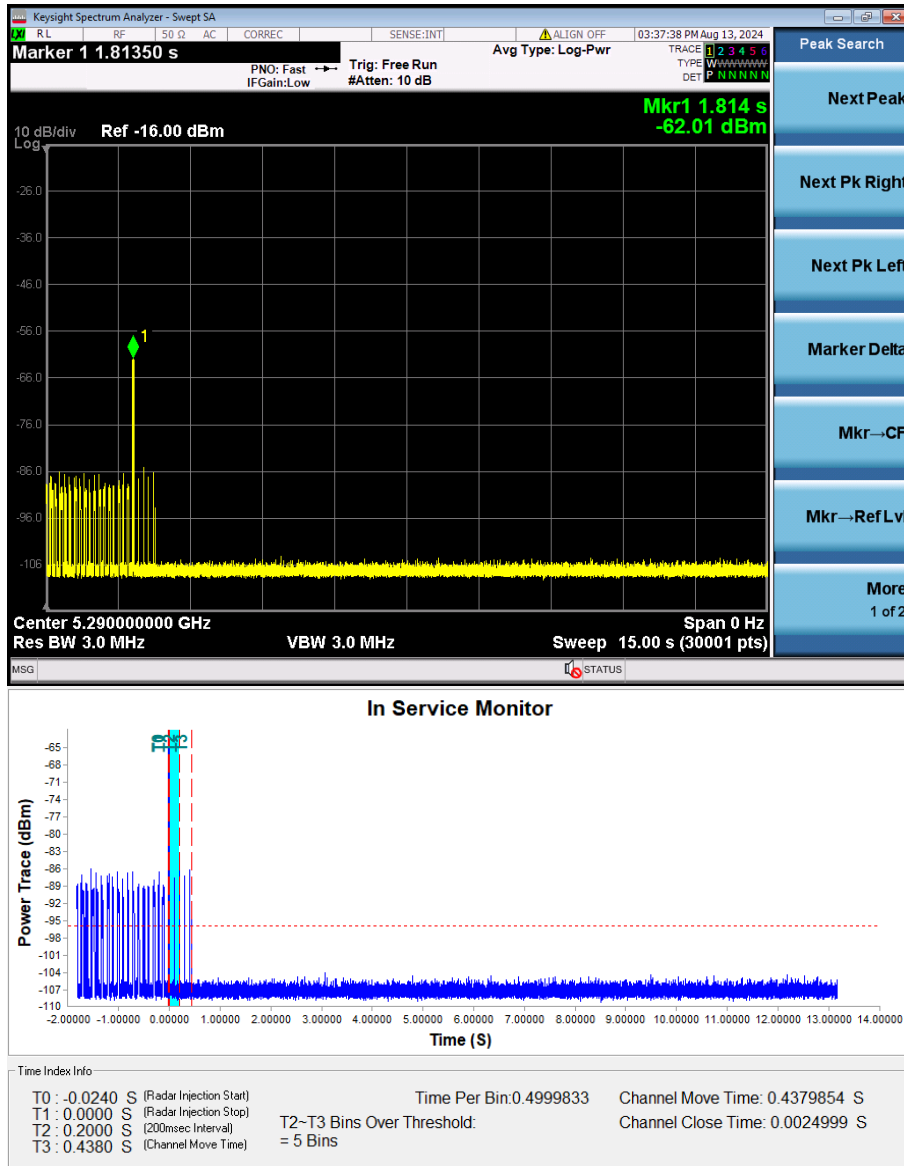 Keysight Spectrum Analyzer - Swept SA
LXI RL RF 50 Ω AC CORREC SENSE:INT ALIGN OFF 03:37:38 PM Aug 13, 2024
Marker 1 1.81350 s
PNO: Fast
IFGain:Low
Trig: Free Run
#Atten: 10 dB
Avg Type: Log-Pwr
TRACE 1 2 3 4 5 6
TYPE WWWWWW
DET P N N N N N
Peak Search
Next Peak
Next Pk Right
Next Pk Left
Marker Delta
Mkr→CF
Mkr→Ref Lvl
More
1 of 2
Mkr1 1.814 s
-62.01 dBm
10 dB/div Ref -16.00 dBm
Log
-26.0
-36.0
-46.0
-56.0
-66.0
-76.0
-86.0
-96.0
-106
1
Center 5.290000000 GHz Span 0 Hz
Res BW 3.0 MHz VBW 3.0 MHz Sweep 15.00 s (30001 pts)
MSG STATUS
In Service Monitor
Power Trace (dBm)
-65
-68
-71
-74
-77
-80
-83
-86
-89
-92
-95
-98
-101
-104
-107
-110
-2.00000 -1.00000 0.00000 1.00000 2.00000 3.00000 4.00000 5.00000 6.00000 7.00000 8.00000 9.00000 10.00000 11.00000 12.00000 13.00000 14.00000
Time (S)
Time Index Info
T0 : -0.0240 S (Radar Injection Start)
T1 : 0.0000 S (Radar Injection Stop)
T2 : 0.2000 S (200msec Interval)
T3 : 0.4380 S (Channel Move Time)
Time Per Bin:0.4999833
T2~T3 Bins Over Threshold:
= 5 Bins
Channel Move Time: 0.4379854 S
Channel Close Time: 0.0024999 S